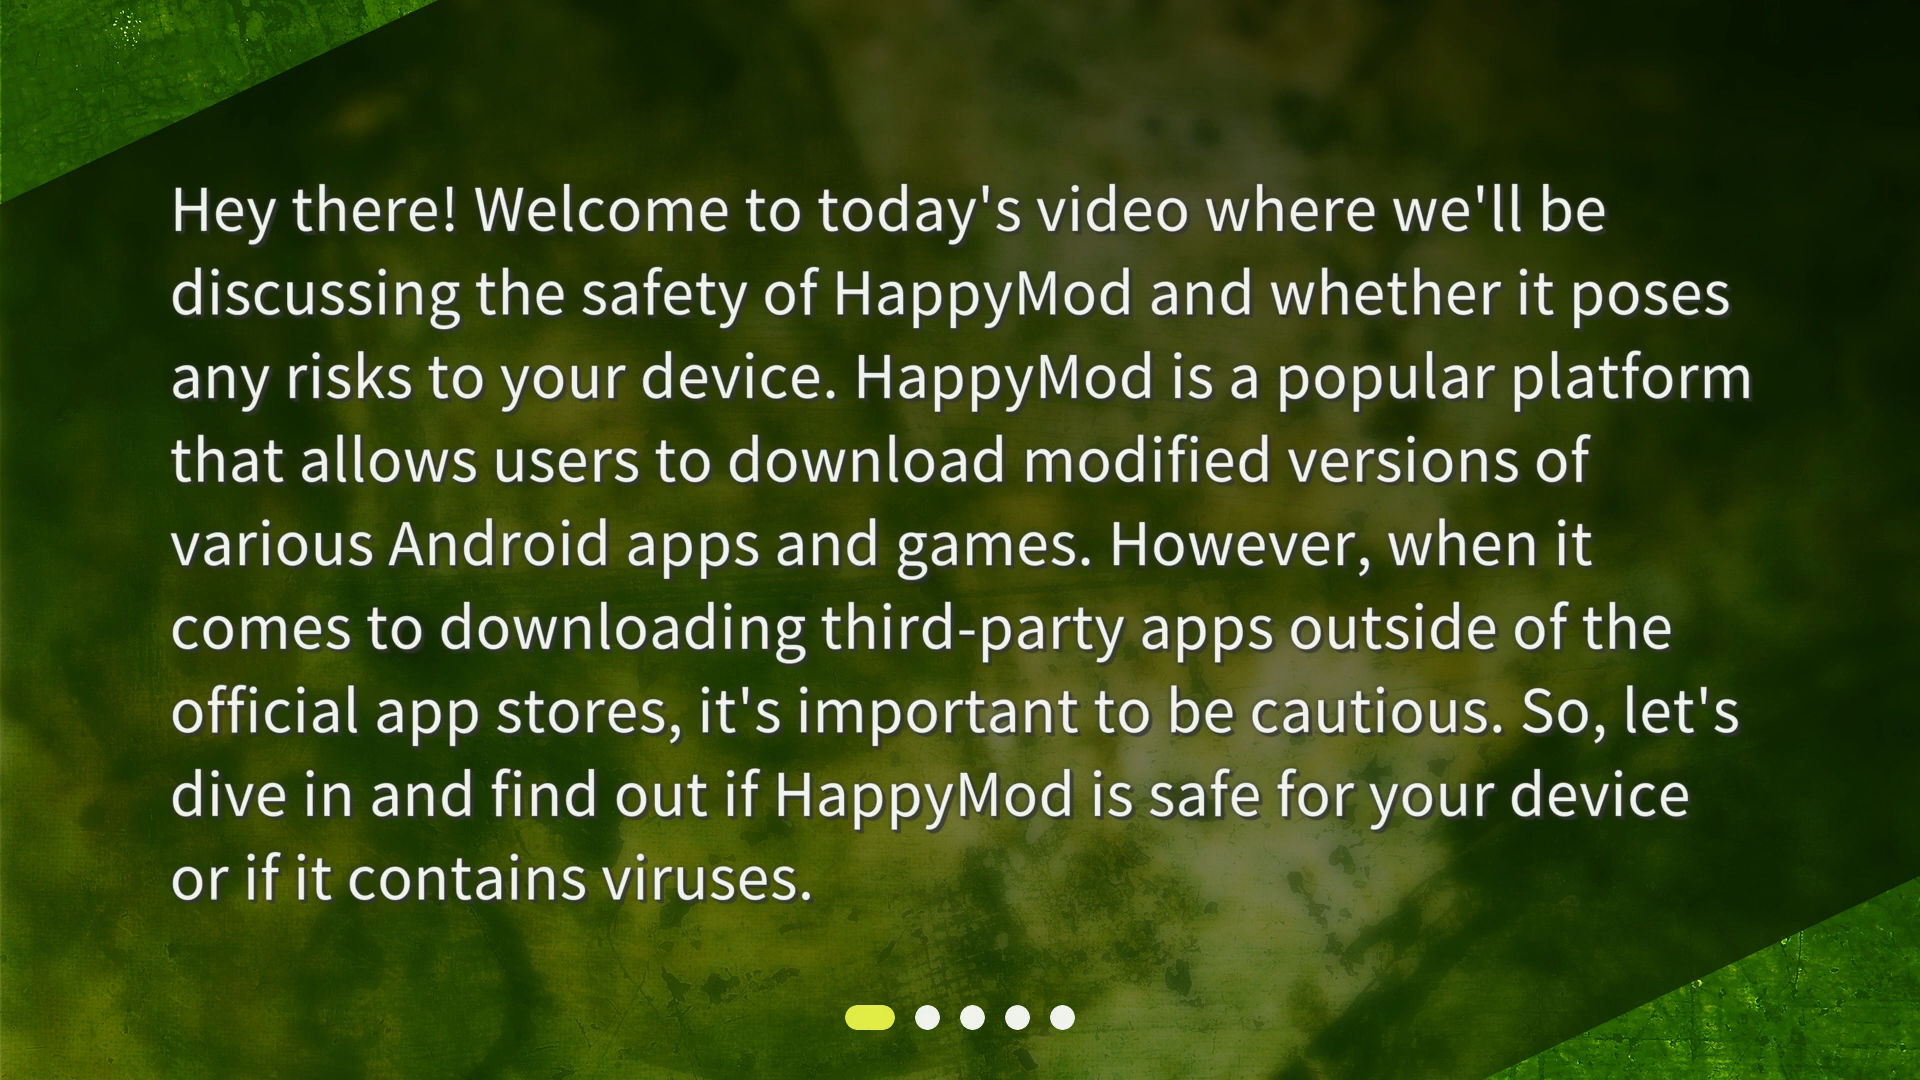 Hey there! Welcome to today's video where we'll be
discussing the safety of HappyMod and whether it poses
any risks to your device. HappyMod is a popular platform
that allows users to download modified versions of
various Android apps and games. However, when it
comes to downloading third-party apps outside of the
official app stores, it's important to be cautious. So, let's
dive in and find out if HappyMod is safe for your device
or if it contains viruses.